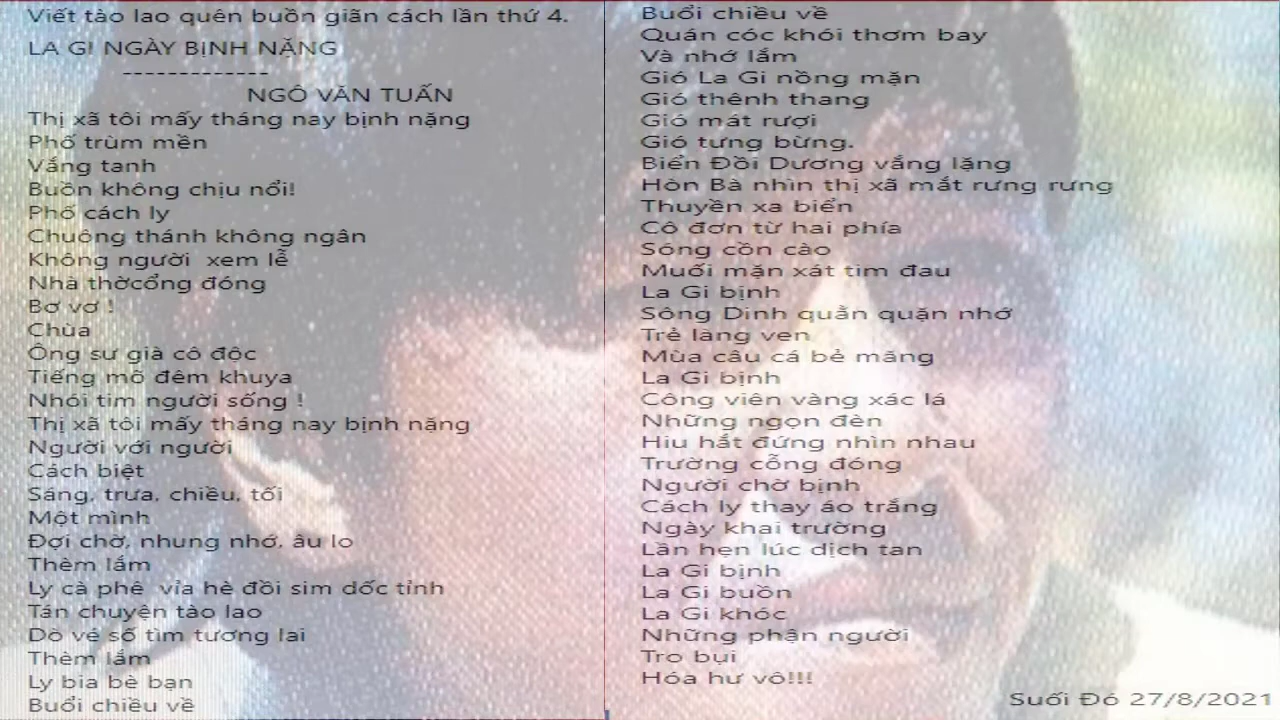 Viết tào lao quên buồn giãn cách lần thứ 4.
LA GI NGÀY BỊNH NẶNG
-------------
NGÔ VĂN TUẤN
Thị xã tôi mấy tháng nay bịnh nặng
Phố trùm mền
Vắng tanh
Buồn không chịu nổi!
Phố cách ly
Chuông thánh không ngân
Không người  xem lễ
Nhà thờcổng đóng
Bơ vơ !
Chùa
Ông sư già cô độc
Tiếng mõ đêm khuya
Nhói tim người sống !
Thị xã tôi mấy tháng nay bịnh nặng
Người với người
Cách biệt
Sáng, trưa, chiều, tối
Một mình
Đợi chờ, nhung nhớ, âu lo
Thèm lắm
Ly cà phê  vỉa hè đồi sim dốc tỉnh
Tán chuyện tào lao
Dò vé số tìm tương lai
Thèm lắm
Ly bia bè bạn
Buổi chiều về
Buổi chiều về
Quán cóc khói thơm bay
Và nhớ lắm
Gió La Gi nồng mặn
Gió thênh thang
Gió mát rượi
Gió tưng bừng.
Biển Đồi Dương vắng lặng
Hòn Bà nhìn thị xã mắt rưng rưng
Thuyền xa biển
Cô đơn từ hai phía
Sóng cồn cào
Muối mặn xát tim đau
La Gi bịnh
Sông Dinh quằn quặn nhớ
Trẻ làng ven
Mùa câu cá bẻ măng
La Gi bịnh
Công viên vàng xác lá
Những ngọn đèn
Hiu hắt đứng nhìn nhau
Trường cỗng đóng
Người chờ bịnh
Cách ly thay áo trắng
Ngày khai trường
Lần hẹn lúc dịch tan
La Gi bịnh
La Gi buồn
La Gi khóc
Những phận người
Tro bụi
Hóa hư vô!!!
Suối Đó 27/8/2021